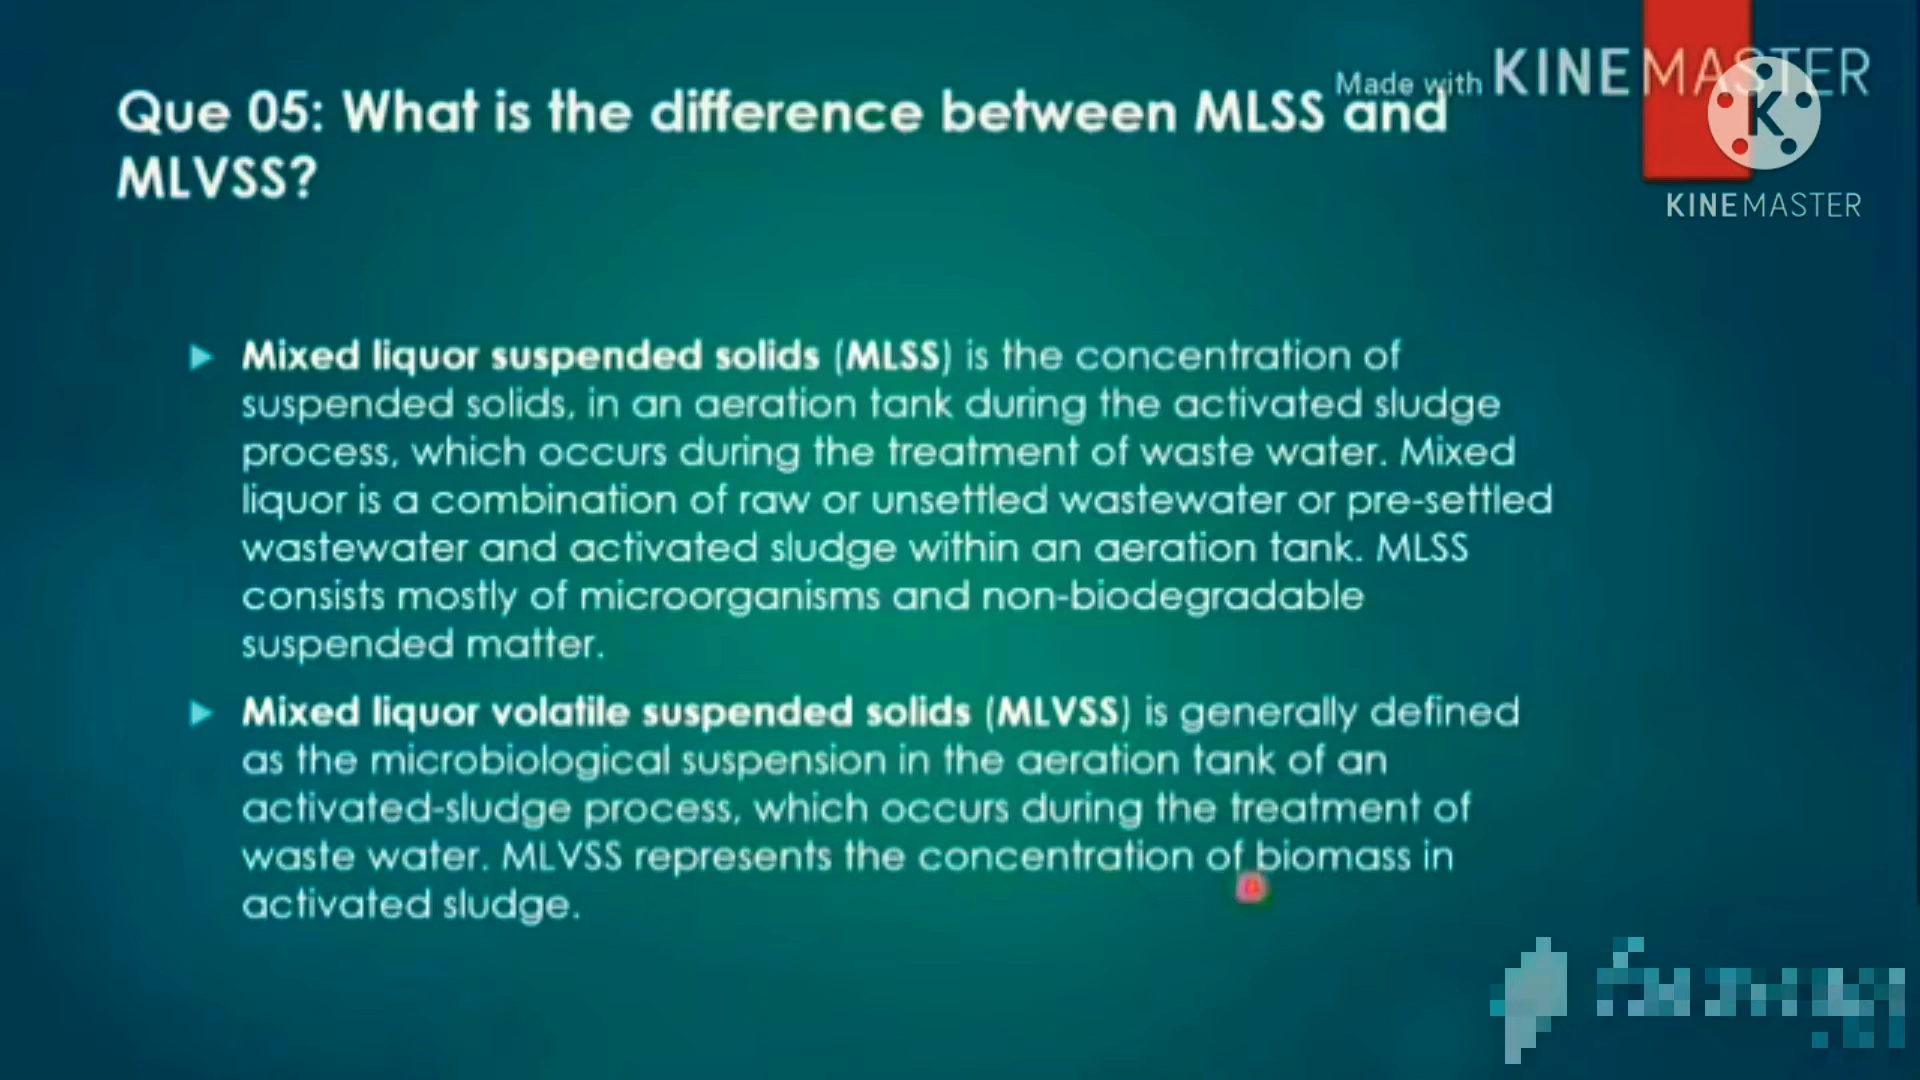 Made with KINEMASTER
Que 05: What is the difference between MLSS and
MLVSS?
K
KINEMASTER
Mixed liquor suspended solids (MLSS) is the concentration of
suspended solids, in an aeration tank during the activated sludge
process, which occurs during the treatment of waste water. Mixed
liquor is a combination of raw or unsettled wastewater or pre-settled
wastewater and activated sludge within an aeration tank. MLSS
consists mostly of microorganisms and non-biodegradable
suspended matter.
Mixed liquor volatile suspended solids (MLVSS) is generally defined
as the microbiological suspension in the aeration tank of an
activated-sludge process, which occurs during the treatment of
waste water. MLVSS represents the concentration of biomass in
activated sludge.